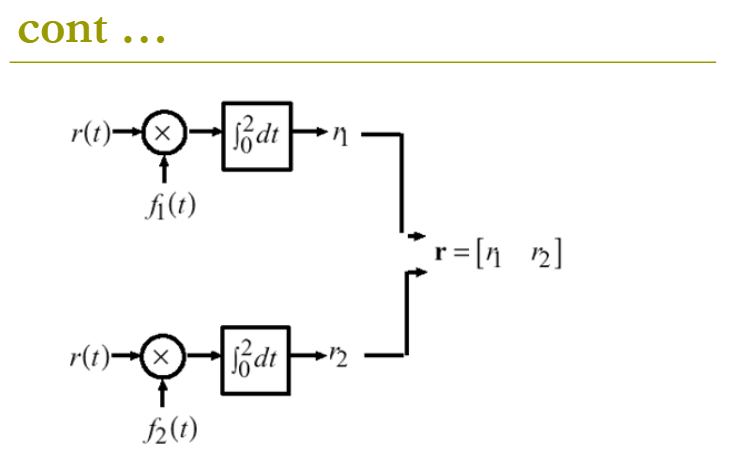 cont ...
r(t) × ∫₀² dt r₁
f₁(t)
r = [r₁ r₂]
r(t) × ∫₀² dt r₂
f₂(t)